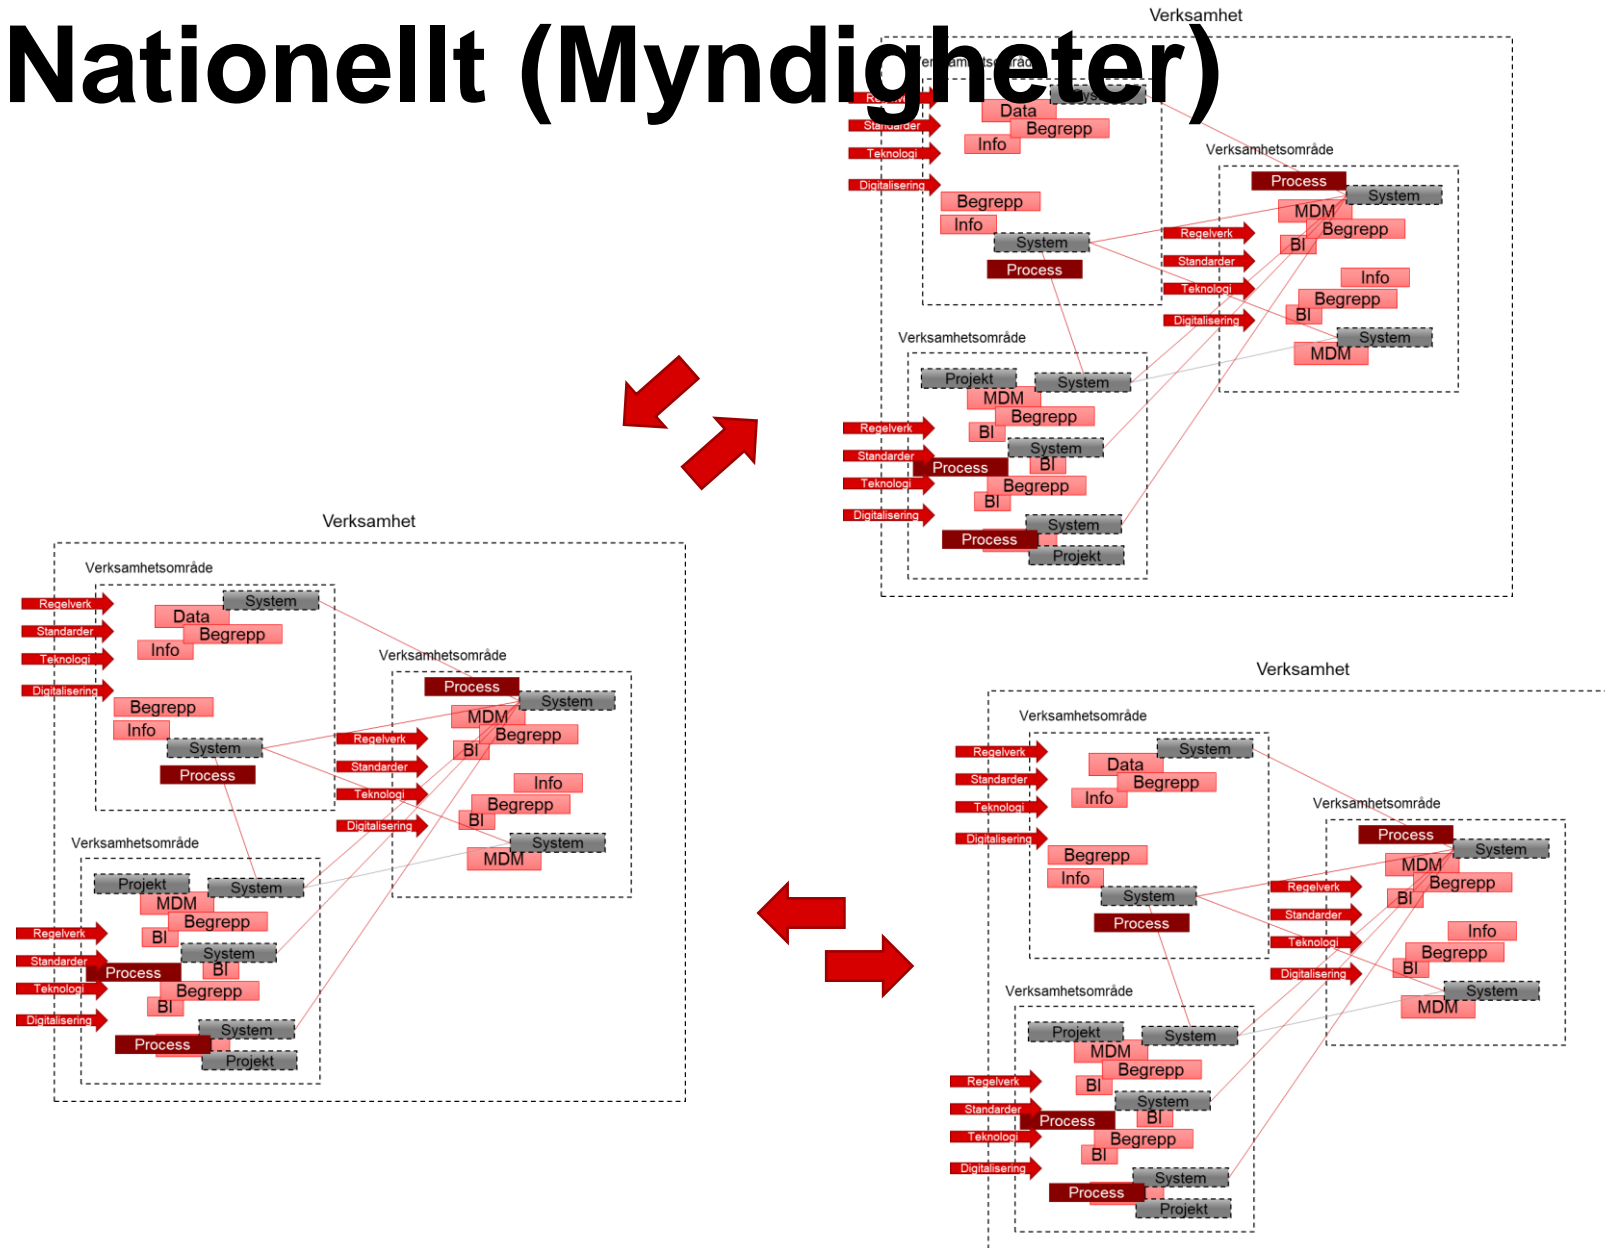 Nationellt (Myndigheter)
Verksamhet
Verksamhetsområde
Regelverk
Standarder
Teknologi
Digitalisering
System
Data
Begrepp
Info
Begrepp
Info
System
Process
Verksamhetsområde
Process
System
MDM
Begrepp
BI
Regelverk
Standarder
Teknologi
Digitalisering
Info
Begrepp
BI
System
MDM
Verksamhetsområde
Projekt
System
MDM
Begrepp
BI
Regelverk
Standarder
Teknologi
Digitalisering
System
BI
Process
Begrepp
BI
System
Process
Projekt
Verksamhet
Verksamhetsområde
Regelverk
Standarder
Teknologi
Digitalisering
System
Data
Begrepp
Info
Begrepp
Info
System
Process
Verksamhetsområde
Process
System
MDM
Begrepp
BI
Regelverk
Standarder
Teknologi
Digitalisering
Info
Begrepp
BI
System
MDM
Verksamhetsområde
Projekt
System
MDM
Begrepp
BI
Regelverk
Standarder
Teknologi
Digitalisering
System
BI
Process
Begrepp
BI
System
Process
Projekt
Verksamhet
Verksamhetsområde
Regelverk
Standarder
Teknologi
Digitalisering
System
Data
Begrepp
Info
Begrepp
Info
System
Process
Verksamhetsområde
Process
System
MDM
Begrepp
BI
Regelverk
Standarder
Teknologi
Digitalisering
Info
Begrepp
BI
System
MDM
Verksamhetsområde
Projekt
System
MDM
Begrepp
BI
Regelverk
Standarder
Teknologi
Digitalisering
System
BI
Process
Begrepp
BI
System
Process
Projekt